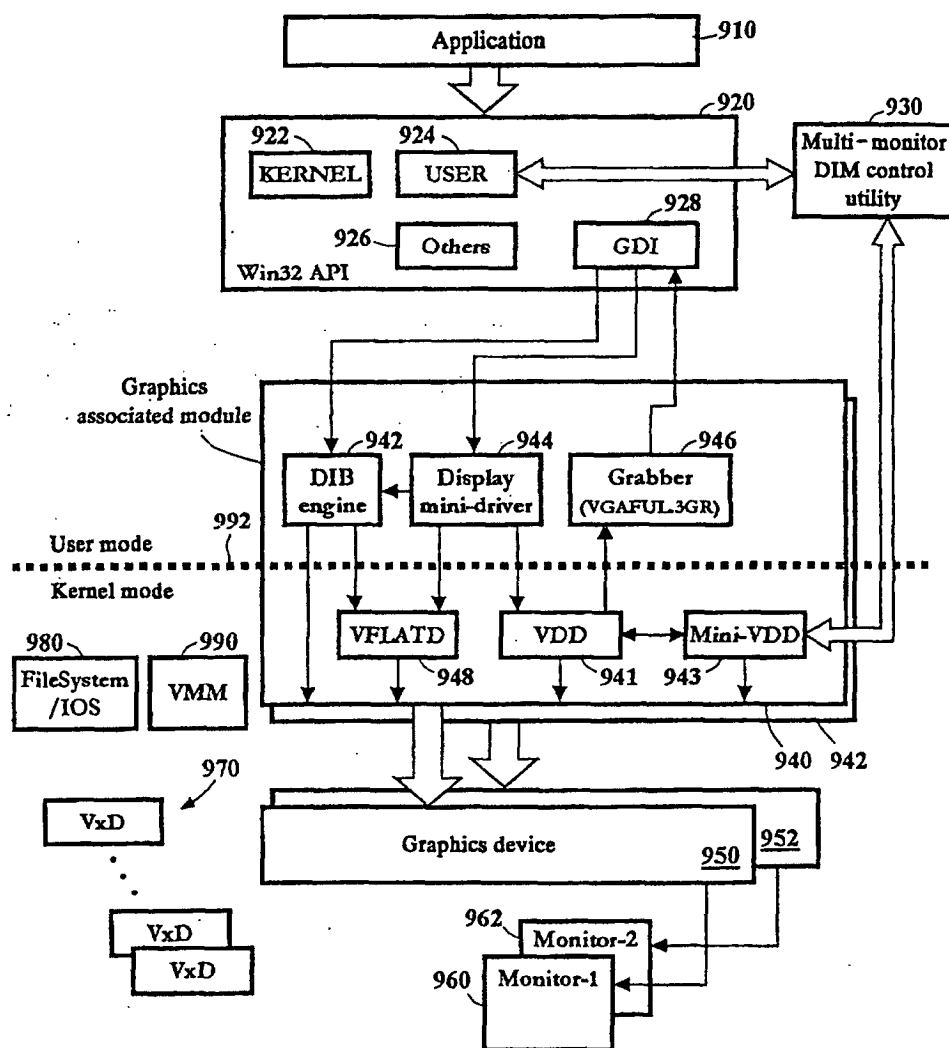 Application
910
920
922
924
930
KERNEL
USER
Multi-monitor
DIM control
utility
928
926
Others
GDI
Win32 API
Graphics
associated module
942
944
946
DIB
engine
Display
mini-driver
Grabber
(VGAFUL.3GR)
992
User mode
Kernel mode
980
990
VFLATD
VDD
Mini-VDD
FileSystem
/IOS
VMM
948
941
943
940
942
970
VxD
Graphics device
950
952
VxD
VxD
962
Monitor-2
960
Monitor-1